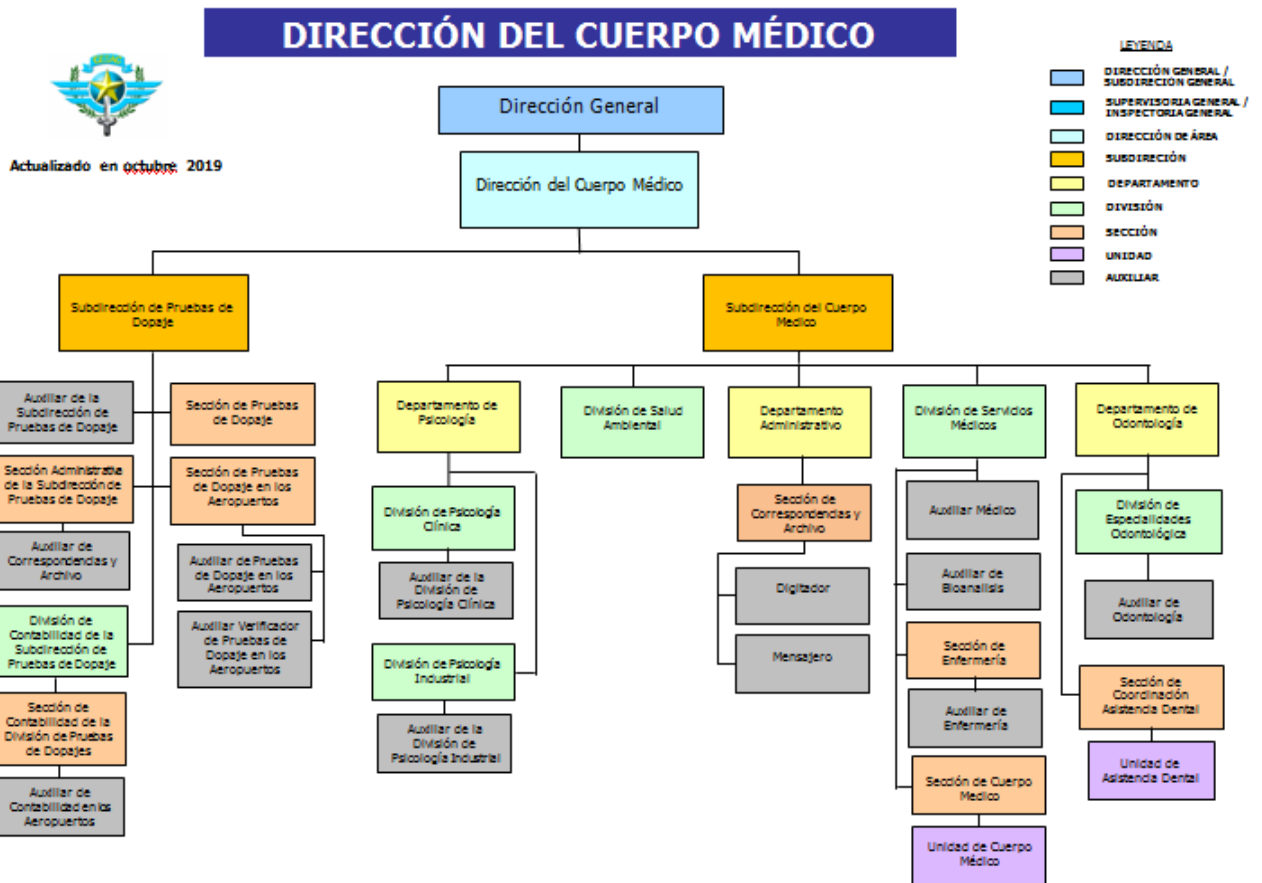 DIRECCIÓN DEL CUERPO MÉDICO
Actualizado en octubre 2019
LEYENDA
DIRECCIÓN GENERAL /
SUBDIRECIÓN GENERAL
SUPERVISORIA GENERAL /
INSPECTORIA GENERAL
DIRECCIÓN DE ÁREA
SUBDIRECIÓN
DEPARTAMENTO
DIVISIÓN
SECCIÓN
UNIDAD
AUXILIAR
Dirección General
Dirección del Cuerpo Médico
Subdirección de Pruebas de
Dopaje
Subdirección del Cuerpo
Medico
Auxiliar de la
Subdirección de
Pruebas de Dopaje
Sección de Pruebas
de Dopaje
Sección Administrativa
de la Subdirección de
Pruebas de Dopaje
Sección de Pruebas
de Dopaje en los
Aeropuertos
Auxiliar de
Correspondencias y
Archivo
Auxiliar de Pruebas
de Dopaje en los
Aeropuertos
División de
Contabilidad de la
Subdirección de
Pruebas de Dopaje
Auxiliar Verificador
de Pruebas de
Dopaje en los
Aeropuertos
Sección de
Contabilidad de la
División de Pruebas
de Dopajes
Auxiliar de
Contabilidad en los
Aeropuertos
Departamento de
Psicología
División de Psicología
Clínica
Auxiliar de la
División de
Psicología Clínica
División de Psicología
Industrial
Auxiliar de la
División de
Psicología Industrial
División de Salud
Ambiental
Departamento
Administrativo
Sección de
Correspondencias y
Archivo
Digitador
Mensajero
División de Servicios
Médicos
Auxiliar Médico
Auxiliar de
Bioanalisis
Sección de
Enfermería
Auxiliar de
Enfermería
Sección de Cuerpo
Medico
Unidad de Cuerpo
Médico
Departamento de
Odontología
División de
Especialidades
Odontológica
Auxiliar de
Odontología
Sección de
Coordinación
Asistencia Dental
Unidad de
Asistencia Dental